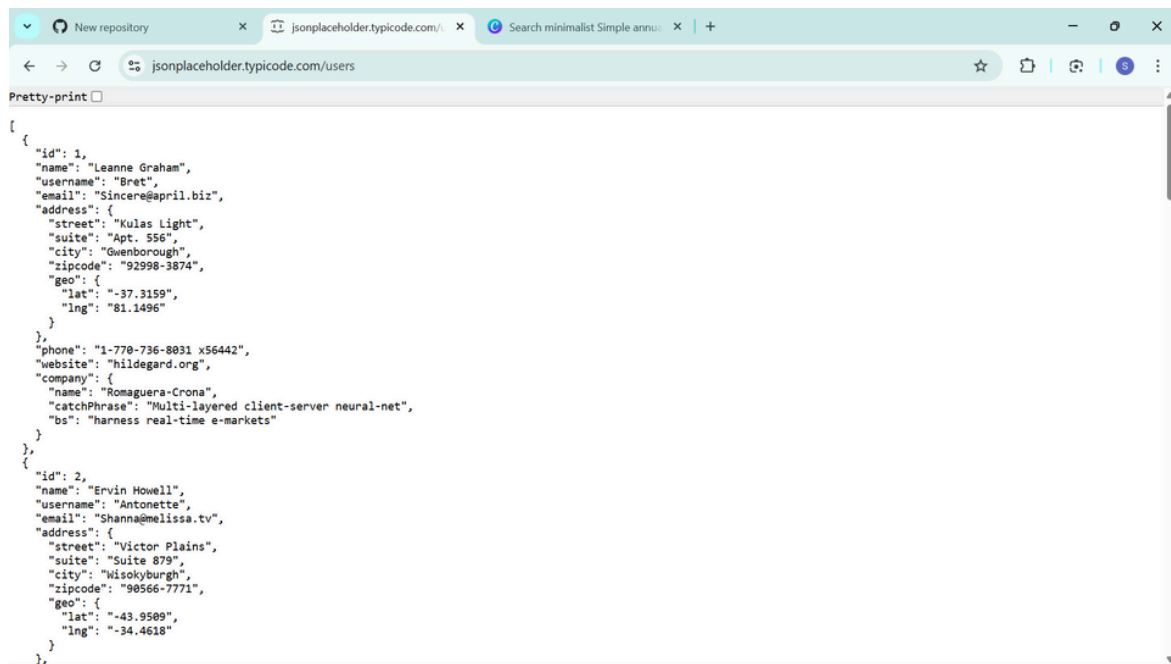 New repository
jsonplaceholder.typicode.com/
Search minimalist Simple annu
jsonplaceholder.typicode.com/users
S
Pretty-print
[
  {
    "id": 1,
    "name": "Leanne Graham",
    "username": "Bret",
    "email": "Sincere@april.biz",
    "address": {
      "street": "Kulas Light",
      "suite": "Apt. 556",
      "city": "Gwenborough",
      "zipcode": "92998-3874",
      "geo": {
        "lat": "-37.3159",
        "lng": "81.1496"
      }
    },
    "phone": "1-770-736-8031 x56442",
    "website": "hildegard.org",
    "company": {
      "name": "Romaguera-Crona",
      "catchPhrase": "Multi-layered client-server neural-net",
      "bs": "harness real-time e-markets"
    }
  },
  {
    "id": 2,
    "name": "Ervin Howell",
    "username": "Antonette",
    "email": "Shanna@melissa.tv",
    "address": {
      "street": "Victor Plains",
      "suite": "Suite 879",
      "city": "Wisokyburgh",
      "zipcode": "90566-7771",
      "geo": {
        "lat": "-43.9509",
        "lng": "-34.4618"
      }
    },